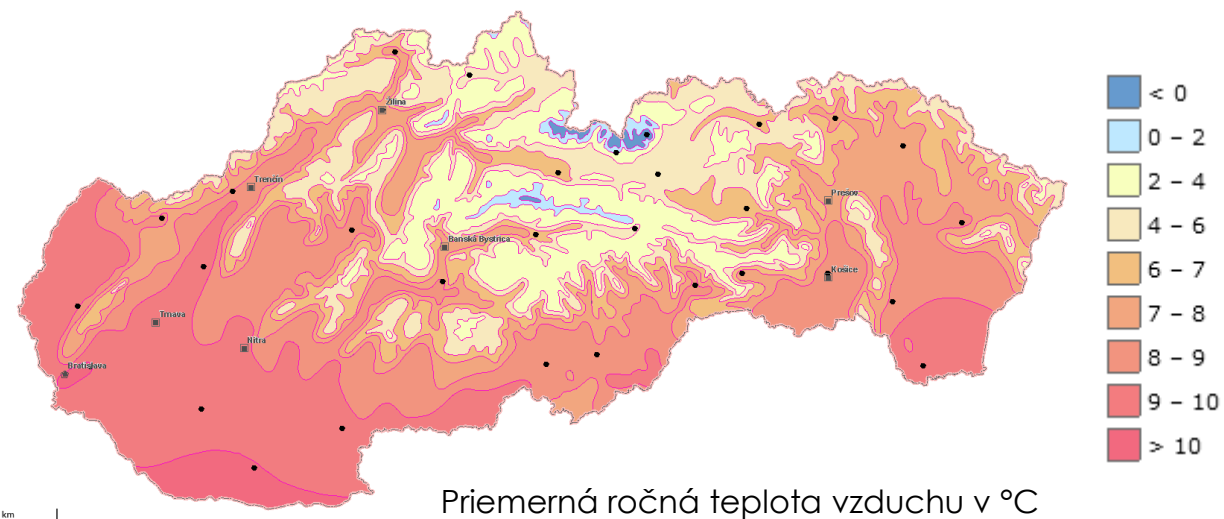 Žilina
Trenčín
Prešov
Banská Bystrica
Košice
Trnava
Nitra
Bratislava
< 0
0 – 2
2 – 4
4 – 6
6 – 7
7 – 8
8 – 9
9 – 10
> 10
Priemerná ročná teplota vzduchu v °C
km